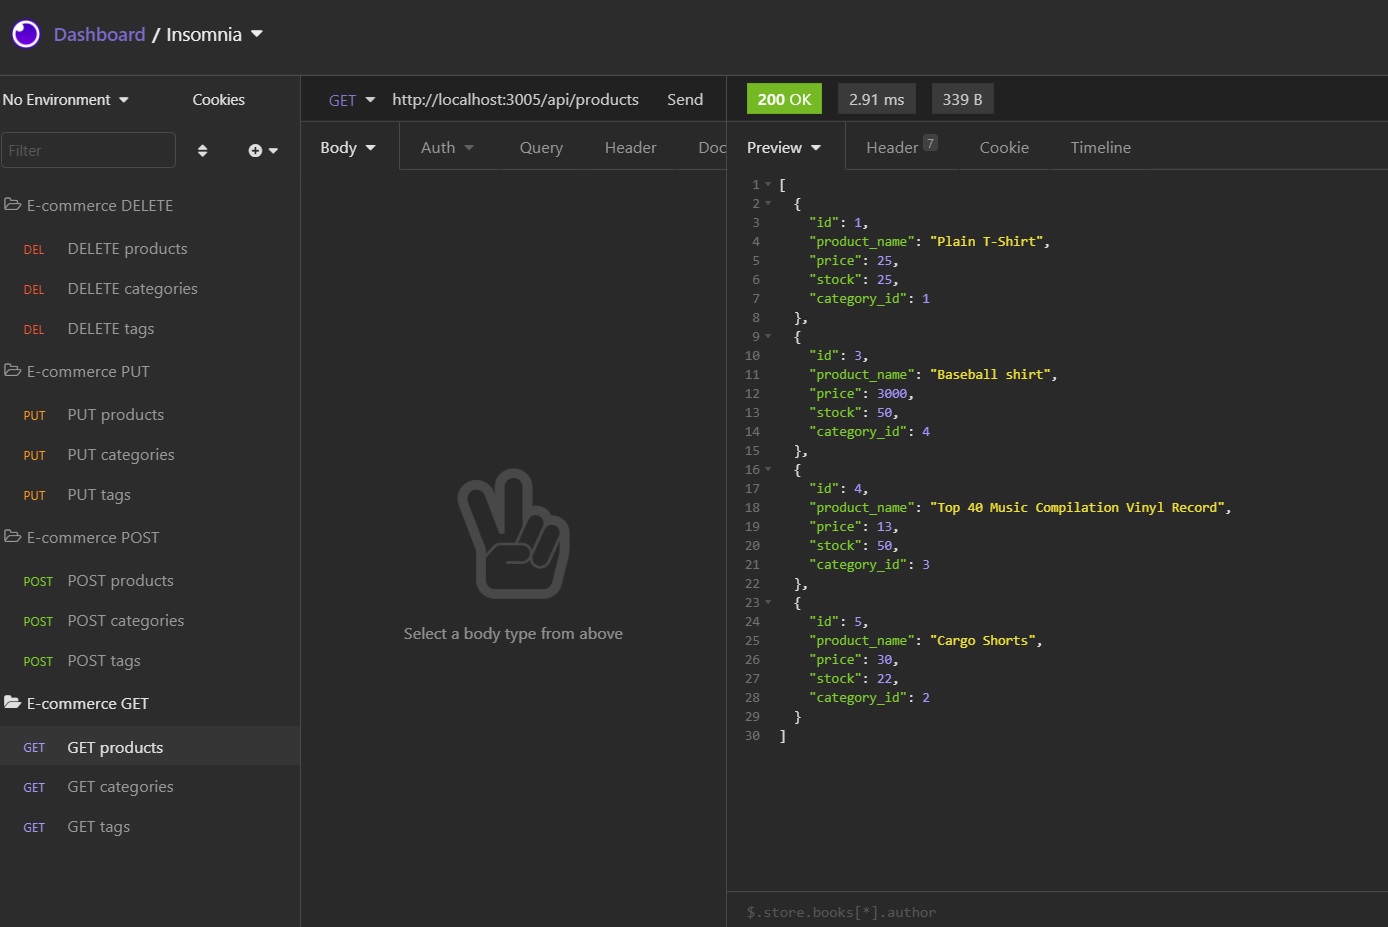 Dashboard / Insomnia
No Environment Cookies
Filter
E-commerce DELETE
DEL DELETE products
DEL DELETE categories
DEL DELETE tags
E-commerce PUT
PUT PUT products
PUT PUT categories
PUT PUT tags
E-commerce POST
POST POST products
POST POST categories
POST POST tags
E-commerce GET
GET GET products
GET GET categories
GET GET tags
GET http://localhost:3005/api/products Send
Body Auth Query Header Doc
Select a body type from above
200 OK 2.91 ms 339 B
Preview Header 7 Cookie Timeline
1 [
2 {
3 "id": 1,
4 "product_name": "Plain T-Shirt",
5 "price": 25,
6 "stock": 25,
7 "category_id": 1
8 },
9 {
10 "id": 3,
11 "product_name": "Baseball shirt",
12 "price": 3000,
13 "stock": 50,
14 "category_id": 4
15 },
16 {
17 "id": 4,
18 "product_name": "Top 40 Music Compilation Vinyl Record",
19 "price": 13,
20 "stock": 50,
21 "category_id": 3
22 },
23 {
24 "id": 5,
25 "product_name": "Cargo Shorts",
26 "price": 30,
27 "stock": 22,
28 "category_id": 2
29 }
30 ]
$.store.books[*].author